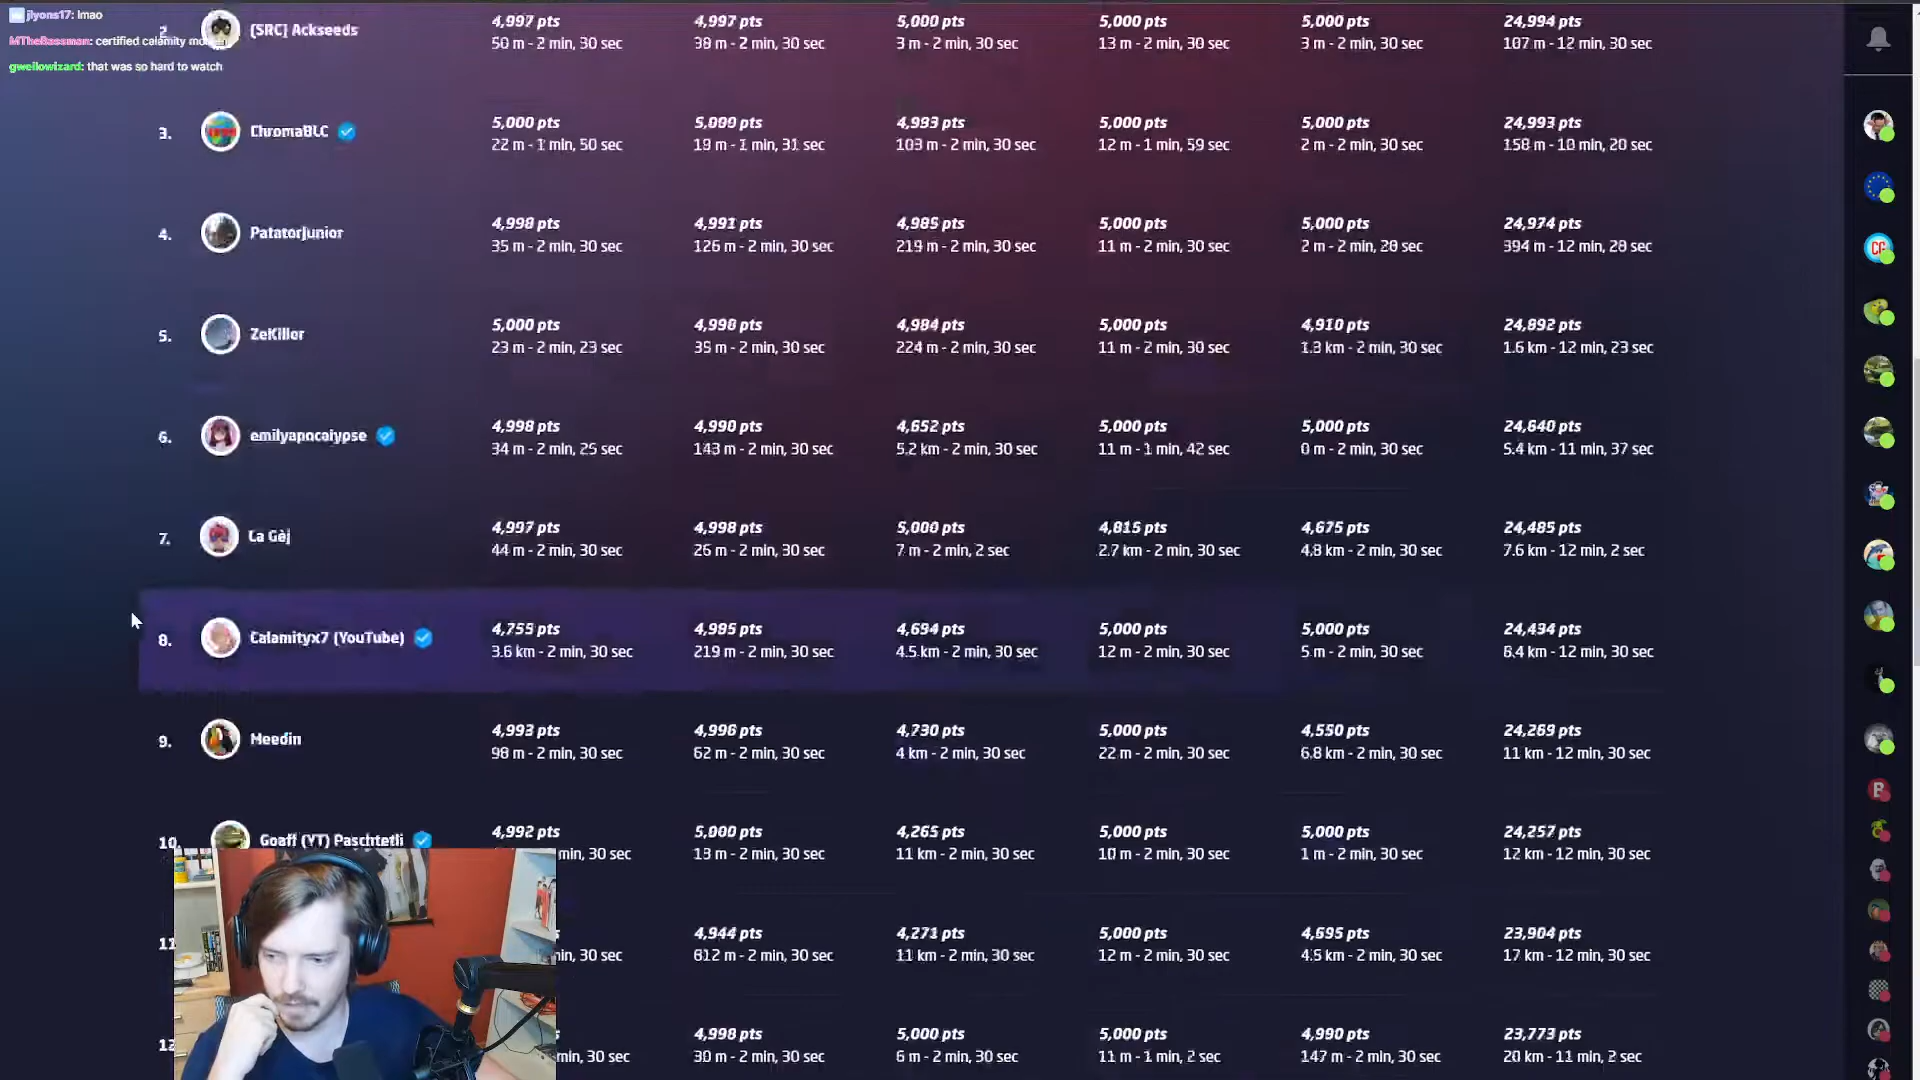 jlyons17: lmao
MTheBassman: certified calamity mo
gweilowizard: that was so hard to watch
2. [SRC] Ackseeds 4,997 pts 4,997 pts 5,000 pts 5,000 pts 5,000 pts 24,994 pts
50 m - 2 min, 30 sec 38 m - 2 min, 30 sec 3 m - 2 min, 30 sec 13 m - 2 min, 30 sec 3 m - 2 min, 30 sec 107 m - 12 min, 30 sec
3. ChromaBLC 5,000 pts 5,000 pts 4,993 pts 5,000 pts 5,000 pts 24,993 pts
22 m - 1 min, 50 sec 19 m - 1 min, 31 sec 103 m - 2 min, 30 sec 12 m - 1 min, 59 sec 2 m - 2 min, 30 sec 158 m - 10 min, 20 sec
4. PatatorJunior 4,998 pts 4,991 pts 4,985 pts 5,000 pts 5,000 pts 24,974 pts
35 m - 2 min, 30 sec 126 m - 2 min, 30 sec 219 m - 2 min, 30 sec 11 m - 2 min, 30 sec 2 m - 2 min, 28 sec 394 m - 12 min, 28 sec
5. ZeKiller 5,000 pts 4,998 pts 4,984 pts 5,000 pts 4,910 pts 24,892 pts
23 m - 2 min, 23 sec 35 m - 2 min, 30 sec 224 m - 2 min, 30 sec 11 m - 2 min, 30 sec 1.3 km - 2 min, 30 sec 1.6 km - 12 min, 23 sec
6. emilyapocalypse 4,998 pts 4,990 pts 4,652 pts 5,000 pts 5,000 pts 24,640 pts
34 m - 2 min, 25 sec 143 m - 2 min, 30 sec 5.2 km - 2 min, 30 sec 11 m - 1 min, 42 sec 0 m - 2 min, 30 sec 5.4 km - 11 min, 37 sec
7. La Gèj 4,997 pts 4,998 pts 5,000 pts 4,815 pts 4,675 pts 24,485 pts
44 m - 2 min, 30 sec 26 m - 2 min, 30 sec 7 m - 2 min, 2 sec 2.7 km - 2 min, 30 sec 4.8 km - 2 min, 30 sec 7.6 km - 12 min, 2 sec
8. Calamityx7 (YouTube) 4,755 pts 4,985 pts 4,694 pts 5,000 pts 5,000 pts 24,434 pts
3.6 km - 2 min, 30 sec 219 m - 2 min, 30 sec 4.5 km - 2 min, 30 sec 12 m - 2 min, 30 sec 5 m - 2 min, 30 sec 8.4 km - 12 min, 30 sec
9. Meedin 4,993 pts 4,996 pts 4,730 pts 5,000 pts 4,550 pts 24,269 pts
98 m - 2 min, 30 sec 62 m - 2 min, 30 sec 4 km - 2 min, 30 sec 22 m - 2 min, 30 sec 6.8 km - 2 min, 30 sec 11 km - 12 min, 30 sec
10. Goaff (YT) Paschtetli 4,992 pts 5,000 pts 4,265 pts 5,000 pts 5,000 pts 24,257 pts
min, 30 sec 13 m - 2 min, 30 sec 11 km - 2 min, 30 sec 10 m - 2 min, 30 sec 1 m - 2 min, 30 sec 12 km - 12 min, 30 sec
11 4,944 pts 4,271 pts 5,000 pts 4,695 pts 23,904 pts
min, 30 sec 812 m - 2 min, 30 sec 11 km - 2 min, 30 sec 12 m - 2 min, 30 sec 4.5 km - 2 min, 30 sec 17 km - 12 min, 30 sec
12 4,998 pts 5,000 pts 5,000 pts 4,990 pts 23,773 pts
min, 30 sec 30 m - 2 min, 30 sec 6 m - 2 min, 30 sec 11 m - 1 min, 2 sec 147 m - 2 min, 30 sec 20 km - 11 min, 2 sec
CG
B